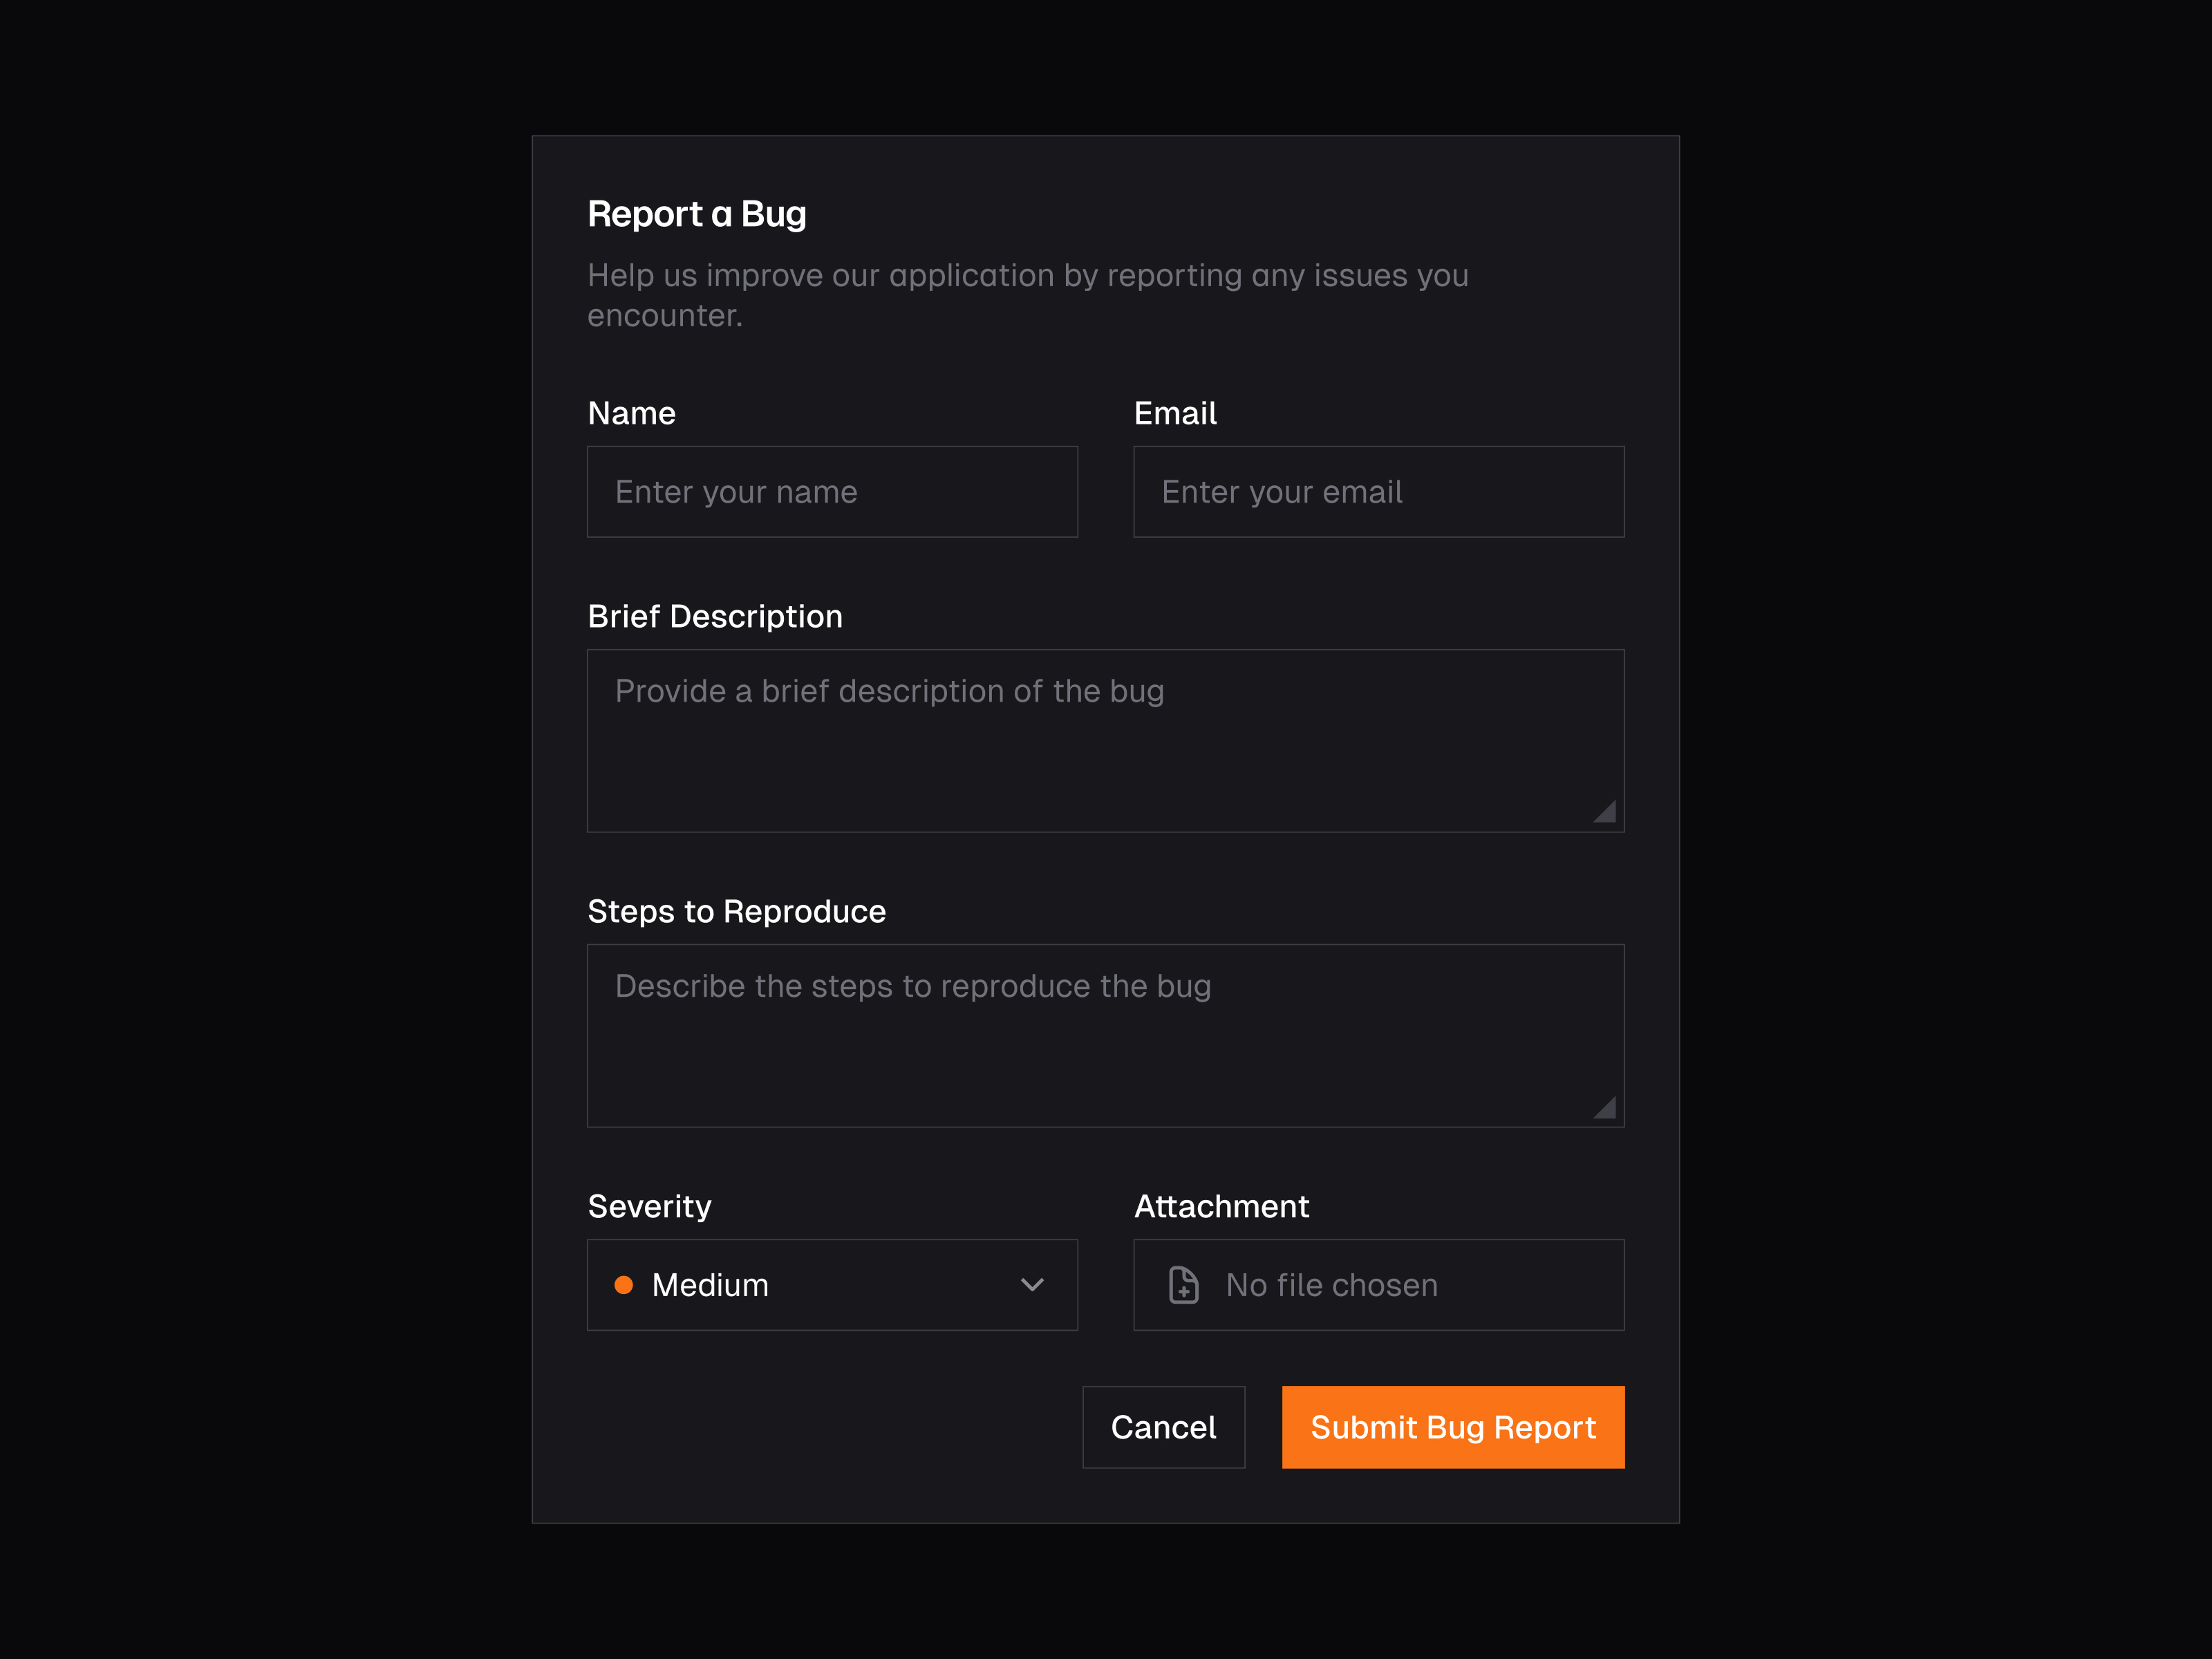 Report a Bug
Help us improve our application by reporting any issues you
encounter.
Name
Email
Enter your name
Enter your email
Brief Description
Provide a brief description of the bug
Steps to Reproduce
Describe the steps to reproduce the bug
Severity
Attachment
Medium
No file chosen
Cancel
Submit Bug Report